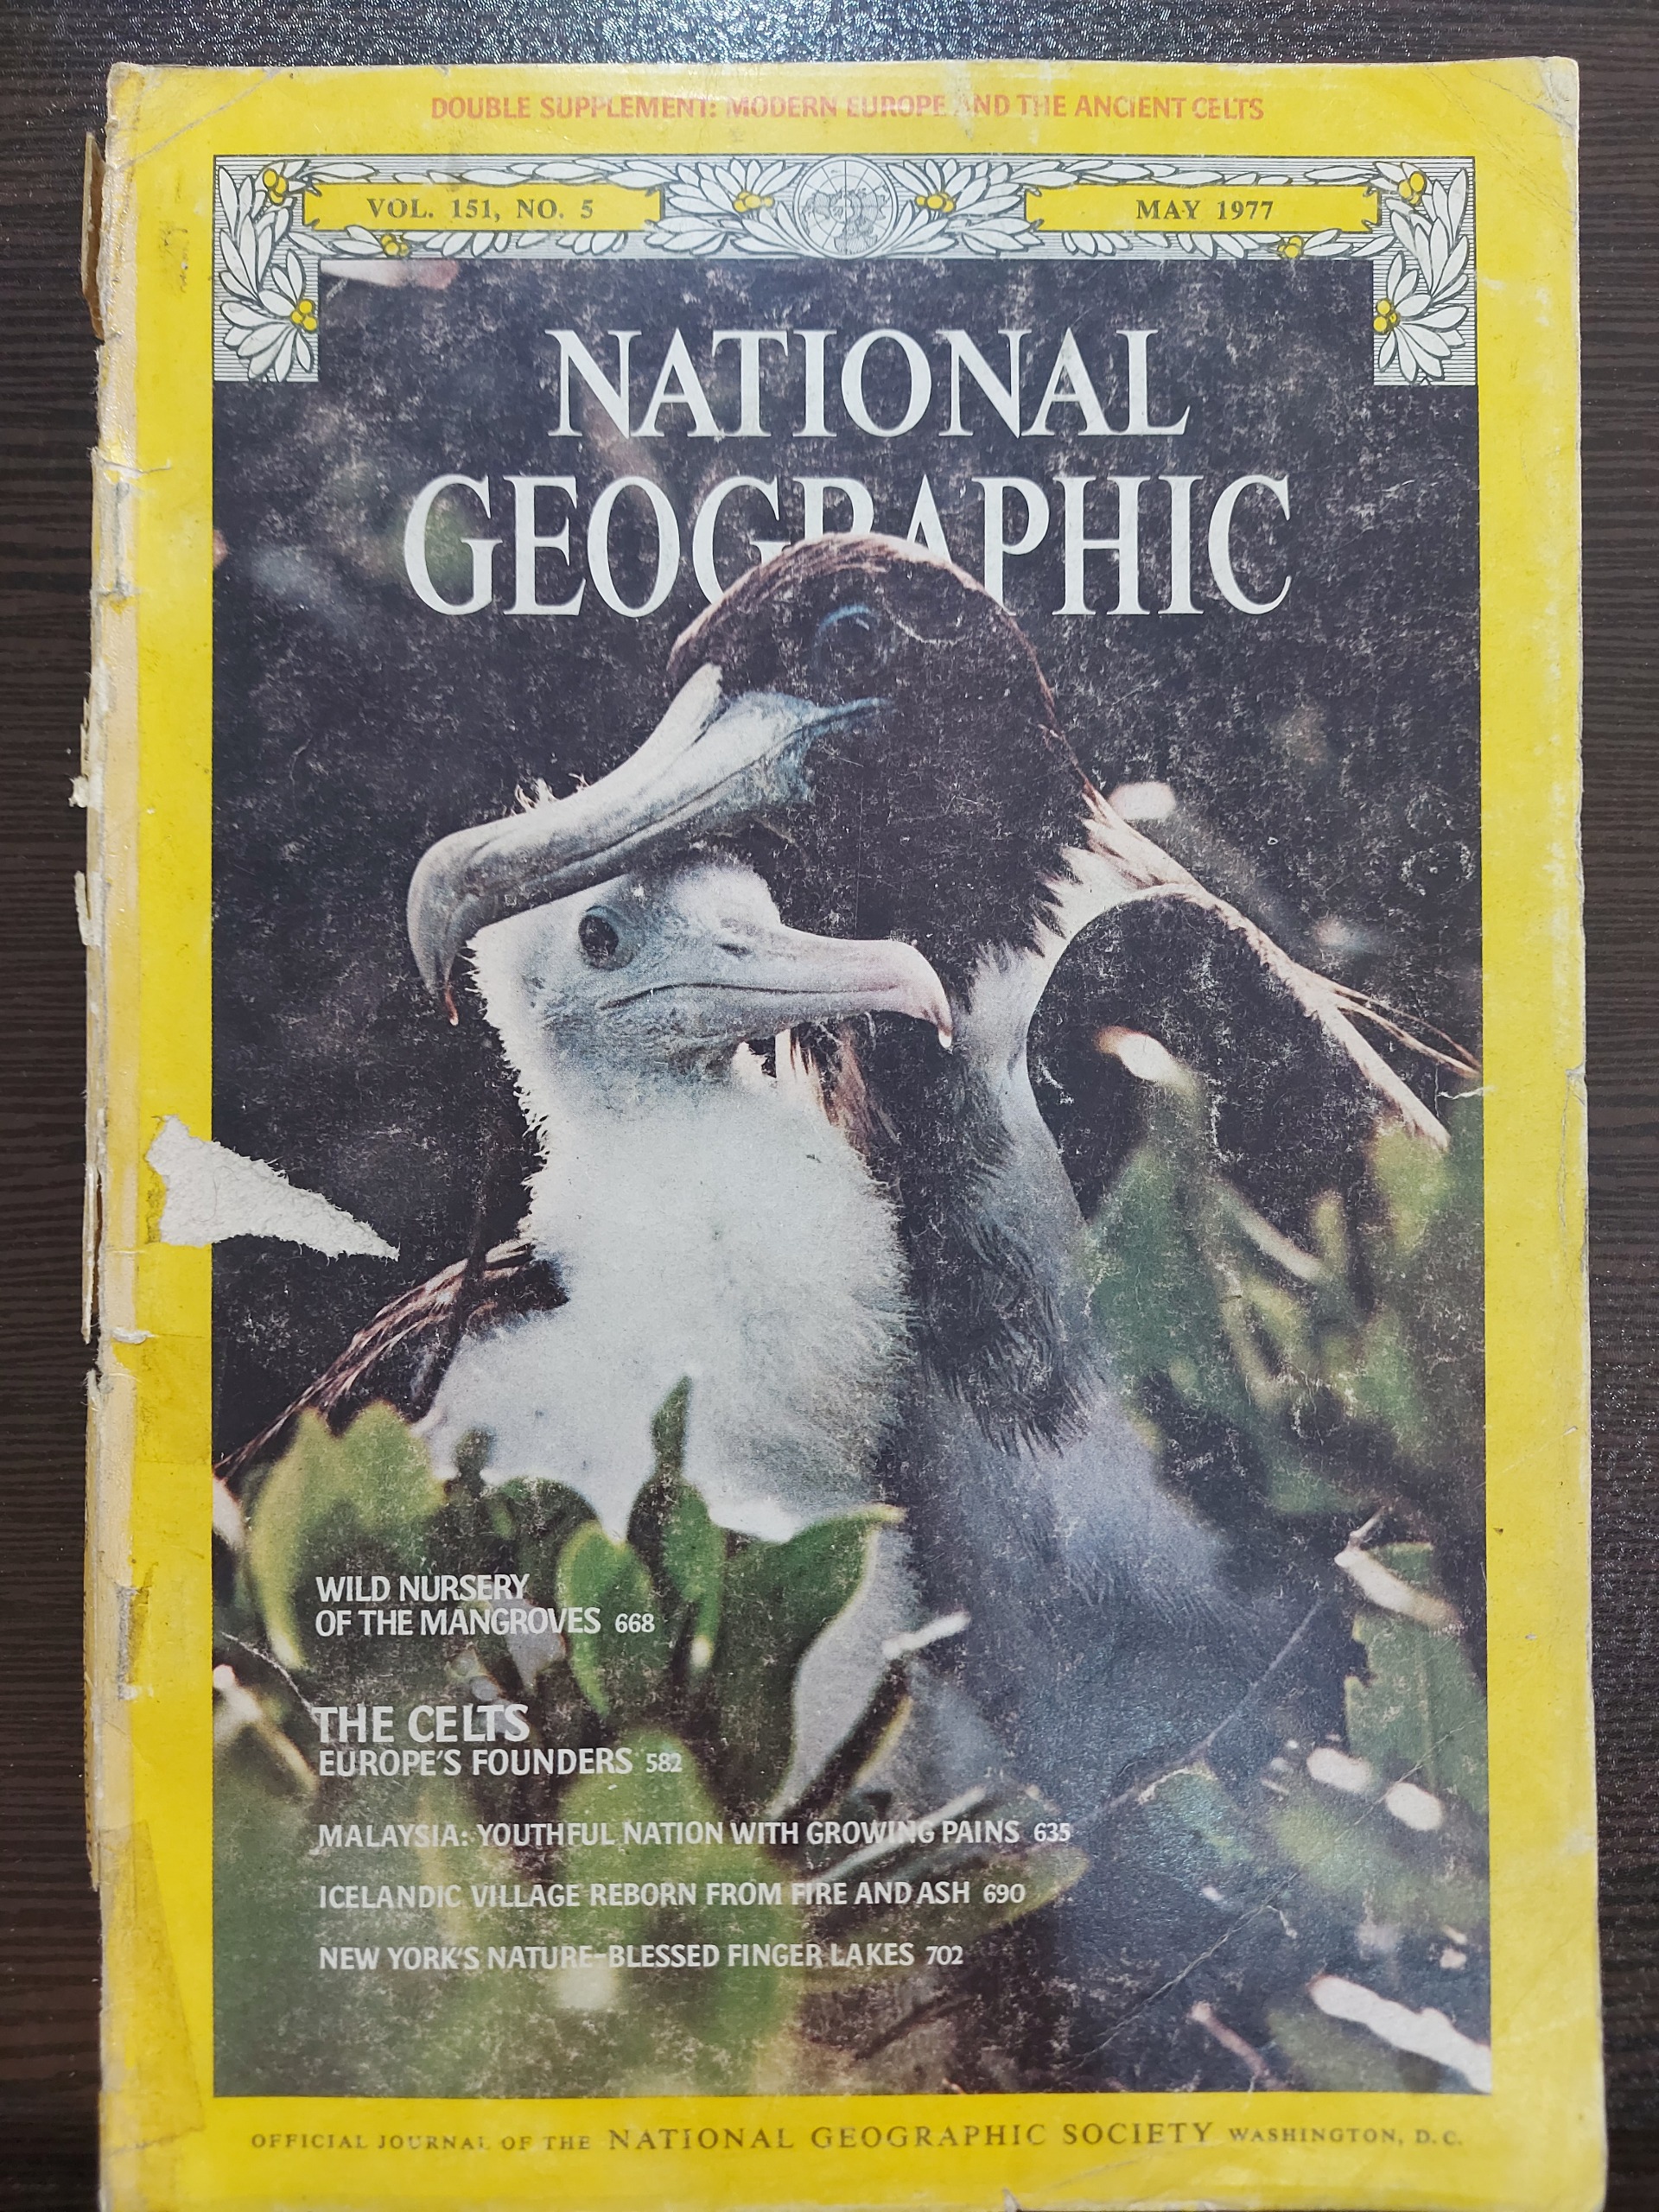 DOUBLE SUPPLEMENT: MODERN EUROPE AND THE ANCIENT CELTS
VOL. 151, NO. 5
MAY 1977
NATIONAL
GEOGRAPHIC
WILD NURSERY
OF THE MANGROVES 668
THE CELTS
EUROPE'S FOUNDERS 582
MALAYSIA: YOUTHFUL NATION WITH GROWING PAINS 635
ICELANDIC VILLAGE REBORN FROM FIRE AND ASH 690
NEW YORK'S NATURE-BLESSED FINGER LAKES 702
OFFICIAL JOURNAL OF THE NATIONAL GEOGRAPHIC SOCIETY WASHINGTON, D.C.